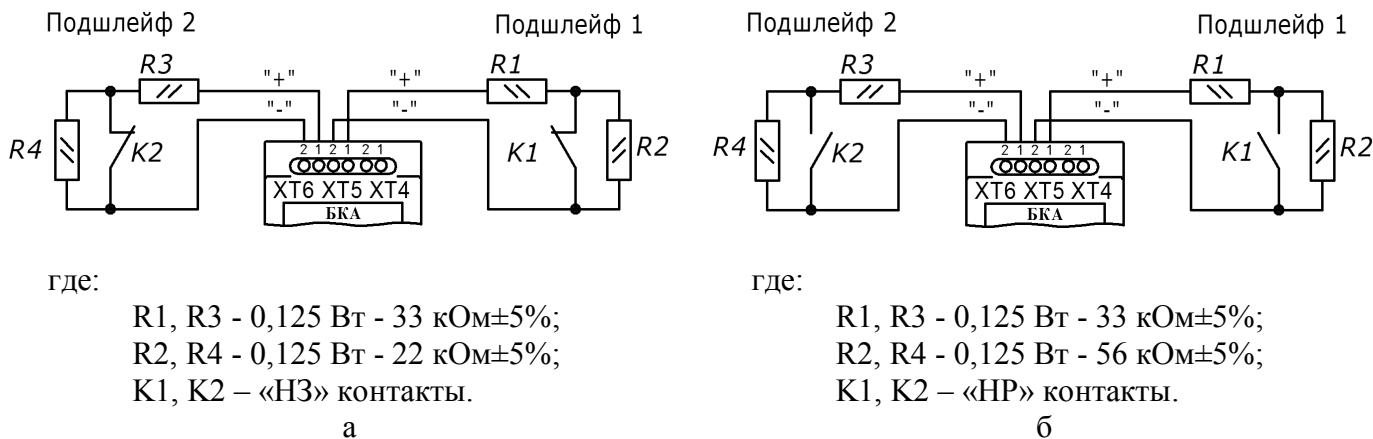 Подшлейф 2 Подшлейф 1 Подшлейф 2 Подшлейф 1
R3 "+" "+" R1 R3 "+" "+" R1
"-" "-" "-" "-"
R4 K2 K1 R2 R4 K2 K1 R2
2 1 2 1 2 1 2 1 2 1 2 1
XT6 XT5 XT4 XT6 XT5 XT4
БКА БКА
где: где:
R1, R3 - 0,125 Вт - 33 кОм±5%; R1, R3 - 0,125 Вт - 33 кОм±5%;
R2, R4 - 0,125 Вт - 22 кОм±5%; R2, R4 - 0,125 Вт - 56 кОм±5%;
K1, K2 – «НЗ» контакты. K1, K2 – «НР» контакты.
а б